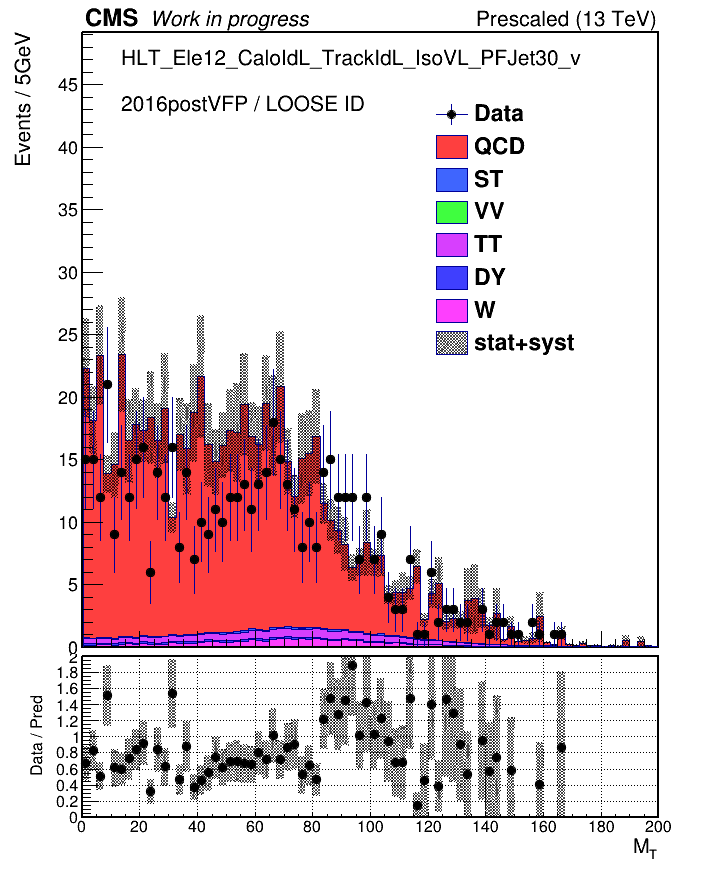 CMS Work in progress Prescaled (13 TeV)
Events / 5GeV
HLT_Ele12_CaloIdL_TrackIdL_IsoVL_PFJet30_v
2016postVFP / LOOSE ID
Data
QCD
ST
VV
TT
DY
W
stat+syst
45
40
35
30
25
20
15
10
5
0
Data / Pred
2
1.8
1.6
1.4
1.2
1
0.8
0.6
0.4
0.2
0
0 20 40 60 80 100 120 140 160 180 200
M_T